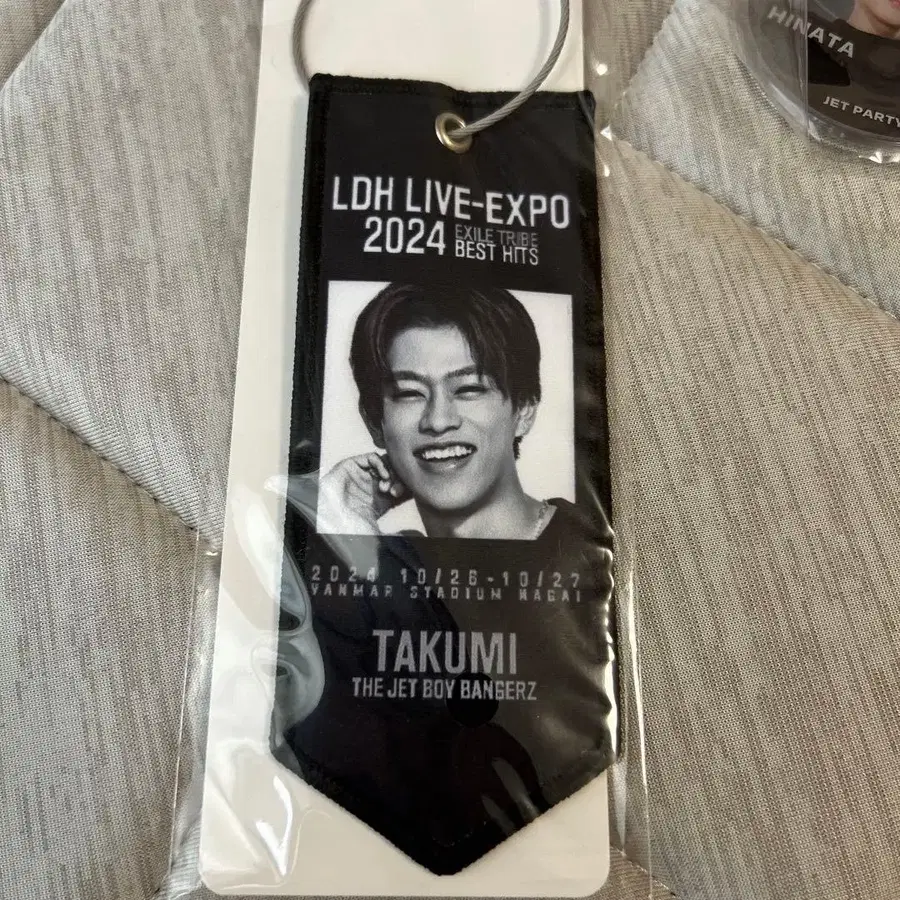 LDH LIVE-EXPO
2024 EXILE TRIBE
BEST HITS
2024 10/26-10/27
YANMAR STADIUM NAGAI
TAKUMI
THE JET BOY BANGERZ
HINATA
JET PARTY